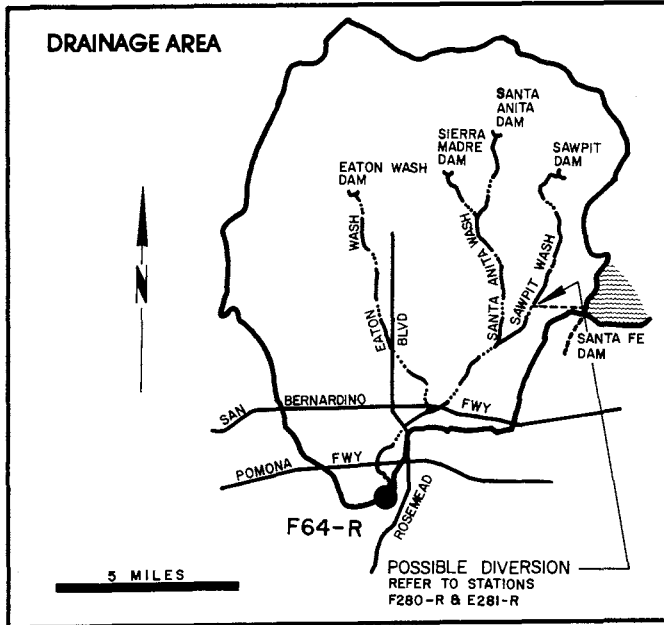 DRAINAGE AREA
SANTA
ANITA
DAM
SIERRA
MADRE
DAM
SAWPIT
DAM
EATON WASH
DAM
WASH
EATON
BLVD
SANTA ANITA WASH
SAWPIT WASH
N
SANTA FE
DAM
SAN BERNARDINO FWY
POMONA FWY
F64-R
ROSEMEAD
5 MILES
POSSIBLE DIVERSION
REFER TO STATIONS
F280-R & E281-R